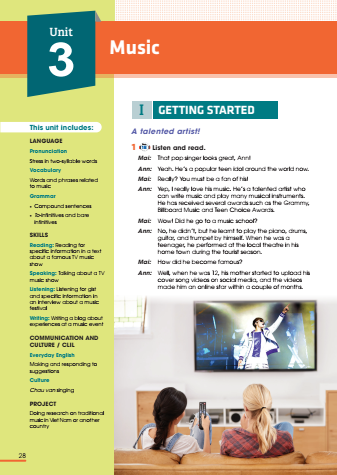 Unit
3
Music
I GETTING STARTED
A talented artist!
1 Listen and read.
Mai: That pop singer looks great, Ann!
Ann: Yeah. He's a popular teen idol around the world now.
Mai: Really? You must be a fan of his!
Ann: Yep, I really love his music. He's a talented artist who
can write music and play many musical instruments.
He has received several awards such as the Grammy,
Billboard Music and Teen Choice Awards.
Mai: Wow! Did he go to a music school?
Ann: No, he didn't, but he learnt to play the piano, drums,
guitar, and trumpet by himself. When he was a
teenager, he performed at the local theatre in his
home town during the tourist season.
Mai: How did he become famous?
Ann: Well, when he was 12, his mother started to upload his
cover song videos on social media, and the videos
made him an online star within a couple of months.
This unit includes:
LANGUAGE
Pronunciation
Stress in two-syllable words
Vocabulary
Words and phrases related
to music
Grammar
• Compound sentences
• To-infinitives and bare
infinitives
SKILLS
Reading: Reading for
specific information in a text
about a famous TV music
show
Speaking: Talking about a TV
music show
Listening: Listening for gist
and specific information in
an interview about a music
festival
Writing: Writing a blog about
experiences at a music event
COMMUNICATION AND
CULTURE / CLIL
Everyday English
Making and responding to
suggestions
Culture
Chau van singing
PROJECT
Doing research on traditional
music in Viet Nam or another
country
28